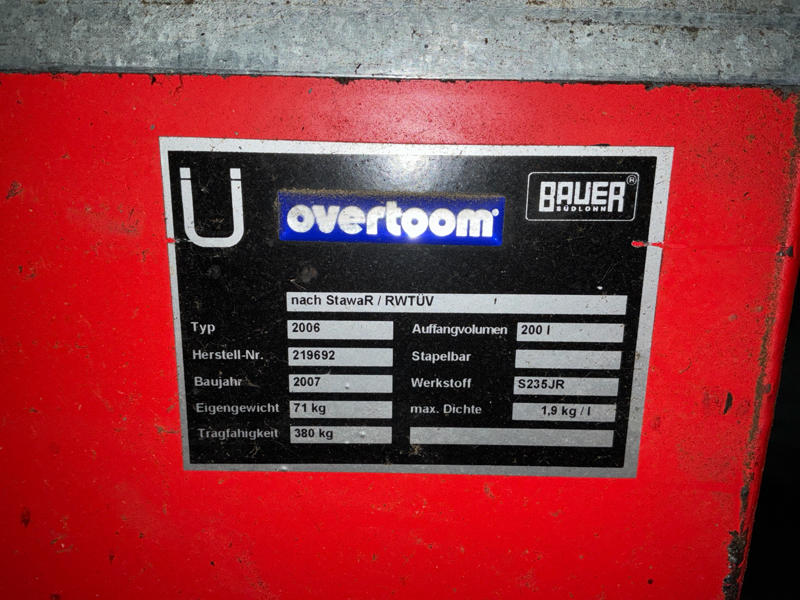 Ü
overtoom®
BAUER®
SÜDLOHN
nach StawaR / RWTÜV
Typ 2006 Auffangvolumen 200 l
Herstell-Nr. 219692 Stapelbar
Baujahr 2007 Werkstoff S235JR
Eigengewicht 71 kg max. Dichte 1,9 kg / l
Tragfähigkeit 380 kg